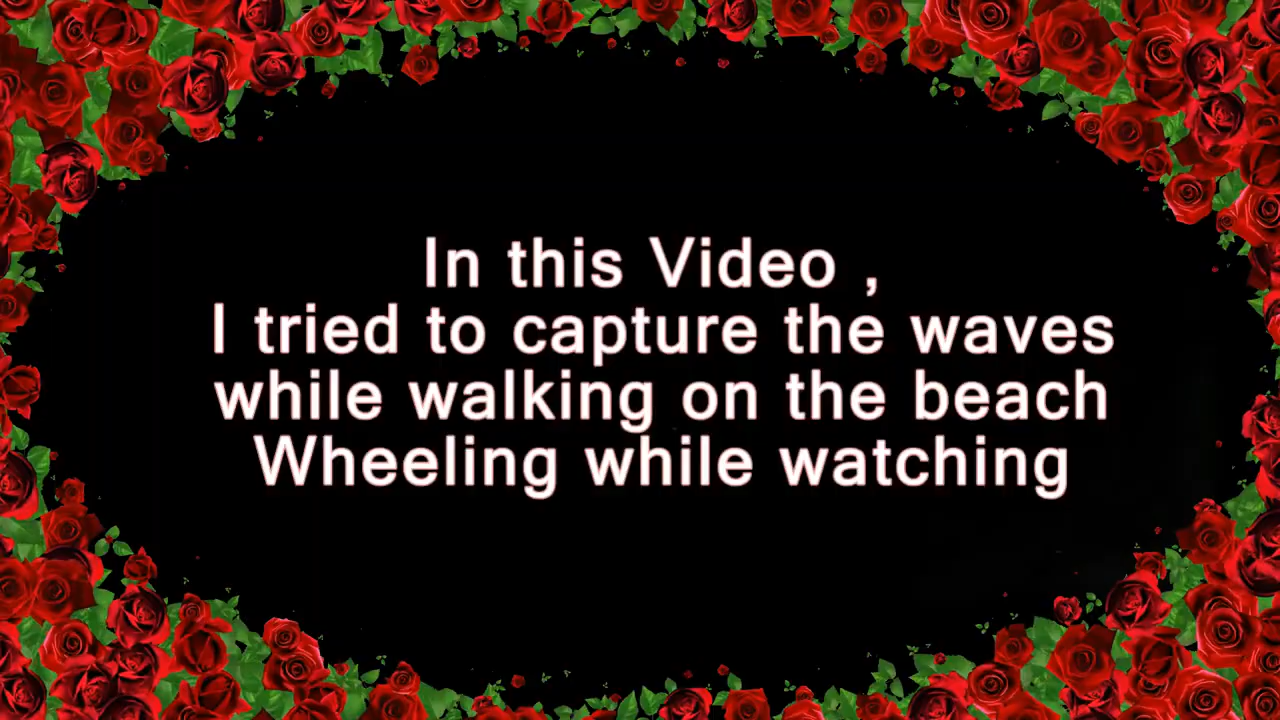 In this Video ,
I tried to capture the waves
while walking on the beach
Wheeling while watching